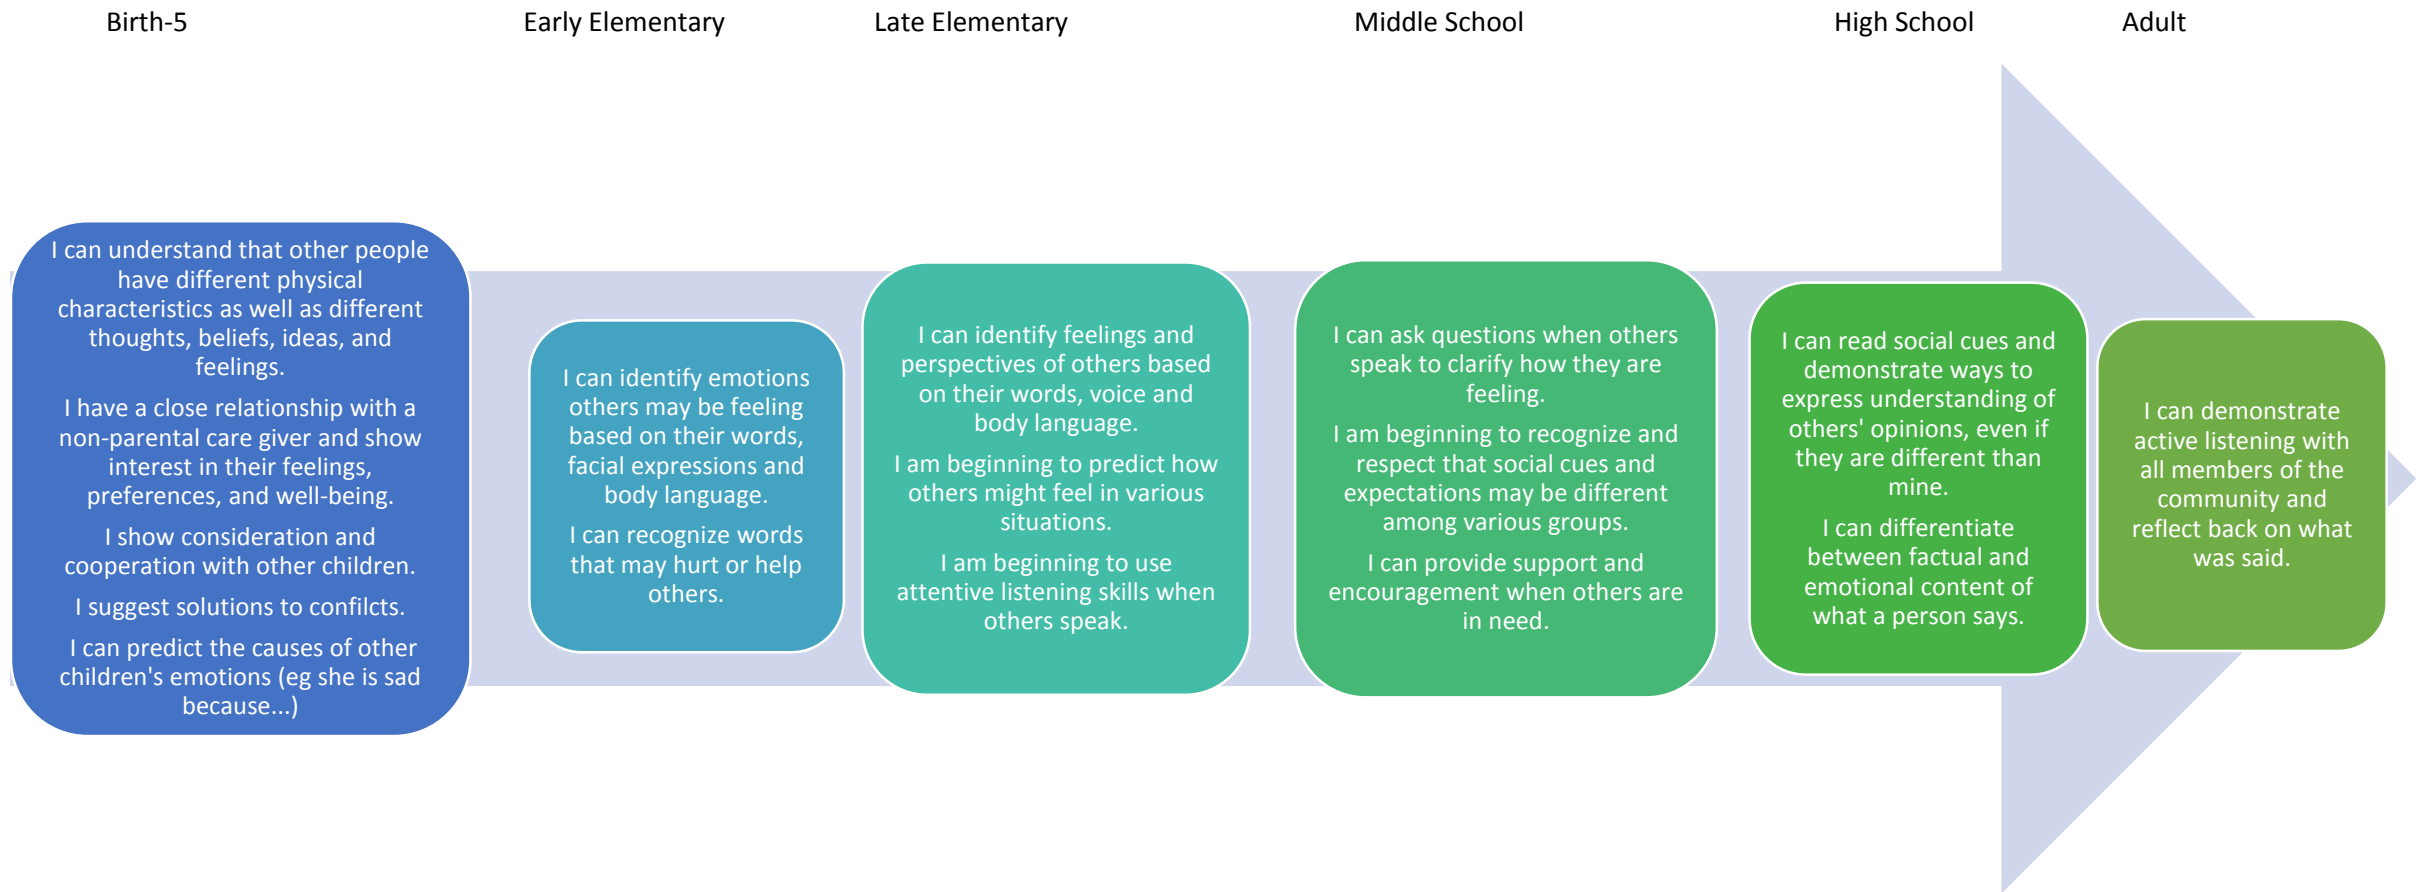 Birth-5
Early Elementary
Late Elementary
Middle School
High School
Adult
I can understand that other people
have different physical
characteristics as well as different
thoughts, beliefs, ideas, and
feelings.
I have a close relationship with a
non-parental care giver and show
interest in their feelings,
preferences, and well-being.
I show consideration and
cooperation with other children.
I suggest solutions to confilcts.
I can predict the causes of other
children's emotions (eg she is sad
because...)
I can identify emotions
others may be feeling
based on their words,
facial expressions and
body language.
I can recognize words
that may hurt or help
others.
I can identify feelings and
perspectives of others based
on their words, voice and
body language.
I am beginning to predict how
others might feel in various
situations.
I am beginning to use
attentive listening skills when
others speak.
I can ask questions when others
speak to clarify how they are
feeling.
I am beginning to recognize and
respect that social cues and
expectations may be different
among various groups.
I can provide support and
encouragement when others are
in need.
I can read social cues and
demonstrate ways to
express understanding of
others' opinions, even if
they are different than
mine.
I can differentiate
between factual and
emotional content of
what a person says.
I can demonstrate
active listening with
all members of the
community and
reflect back on what
was said.